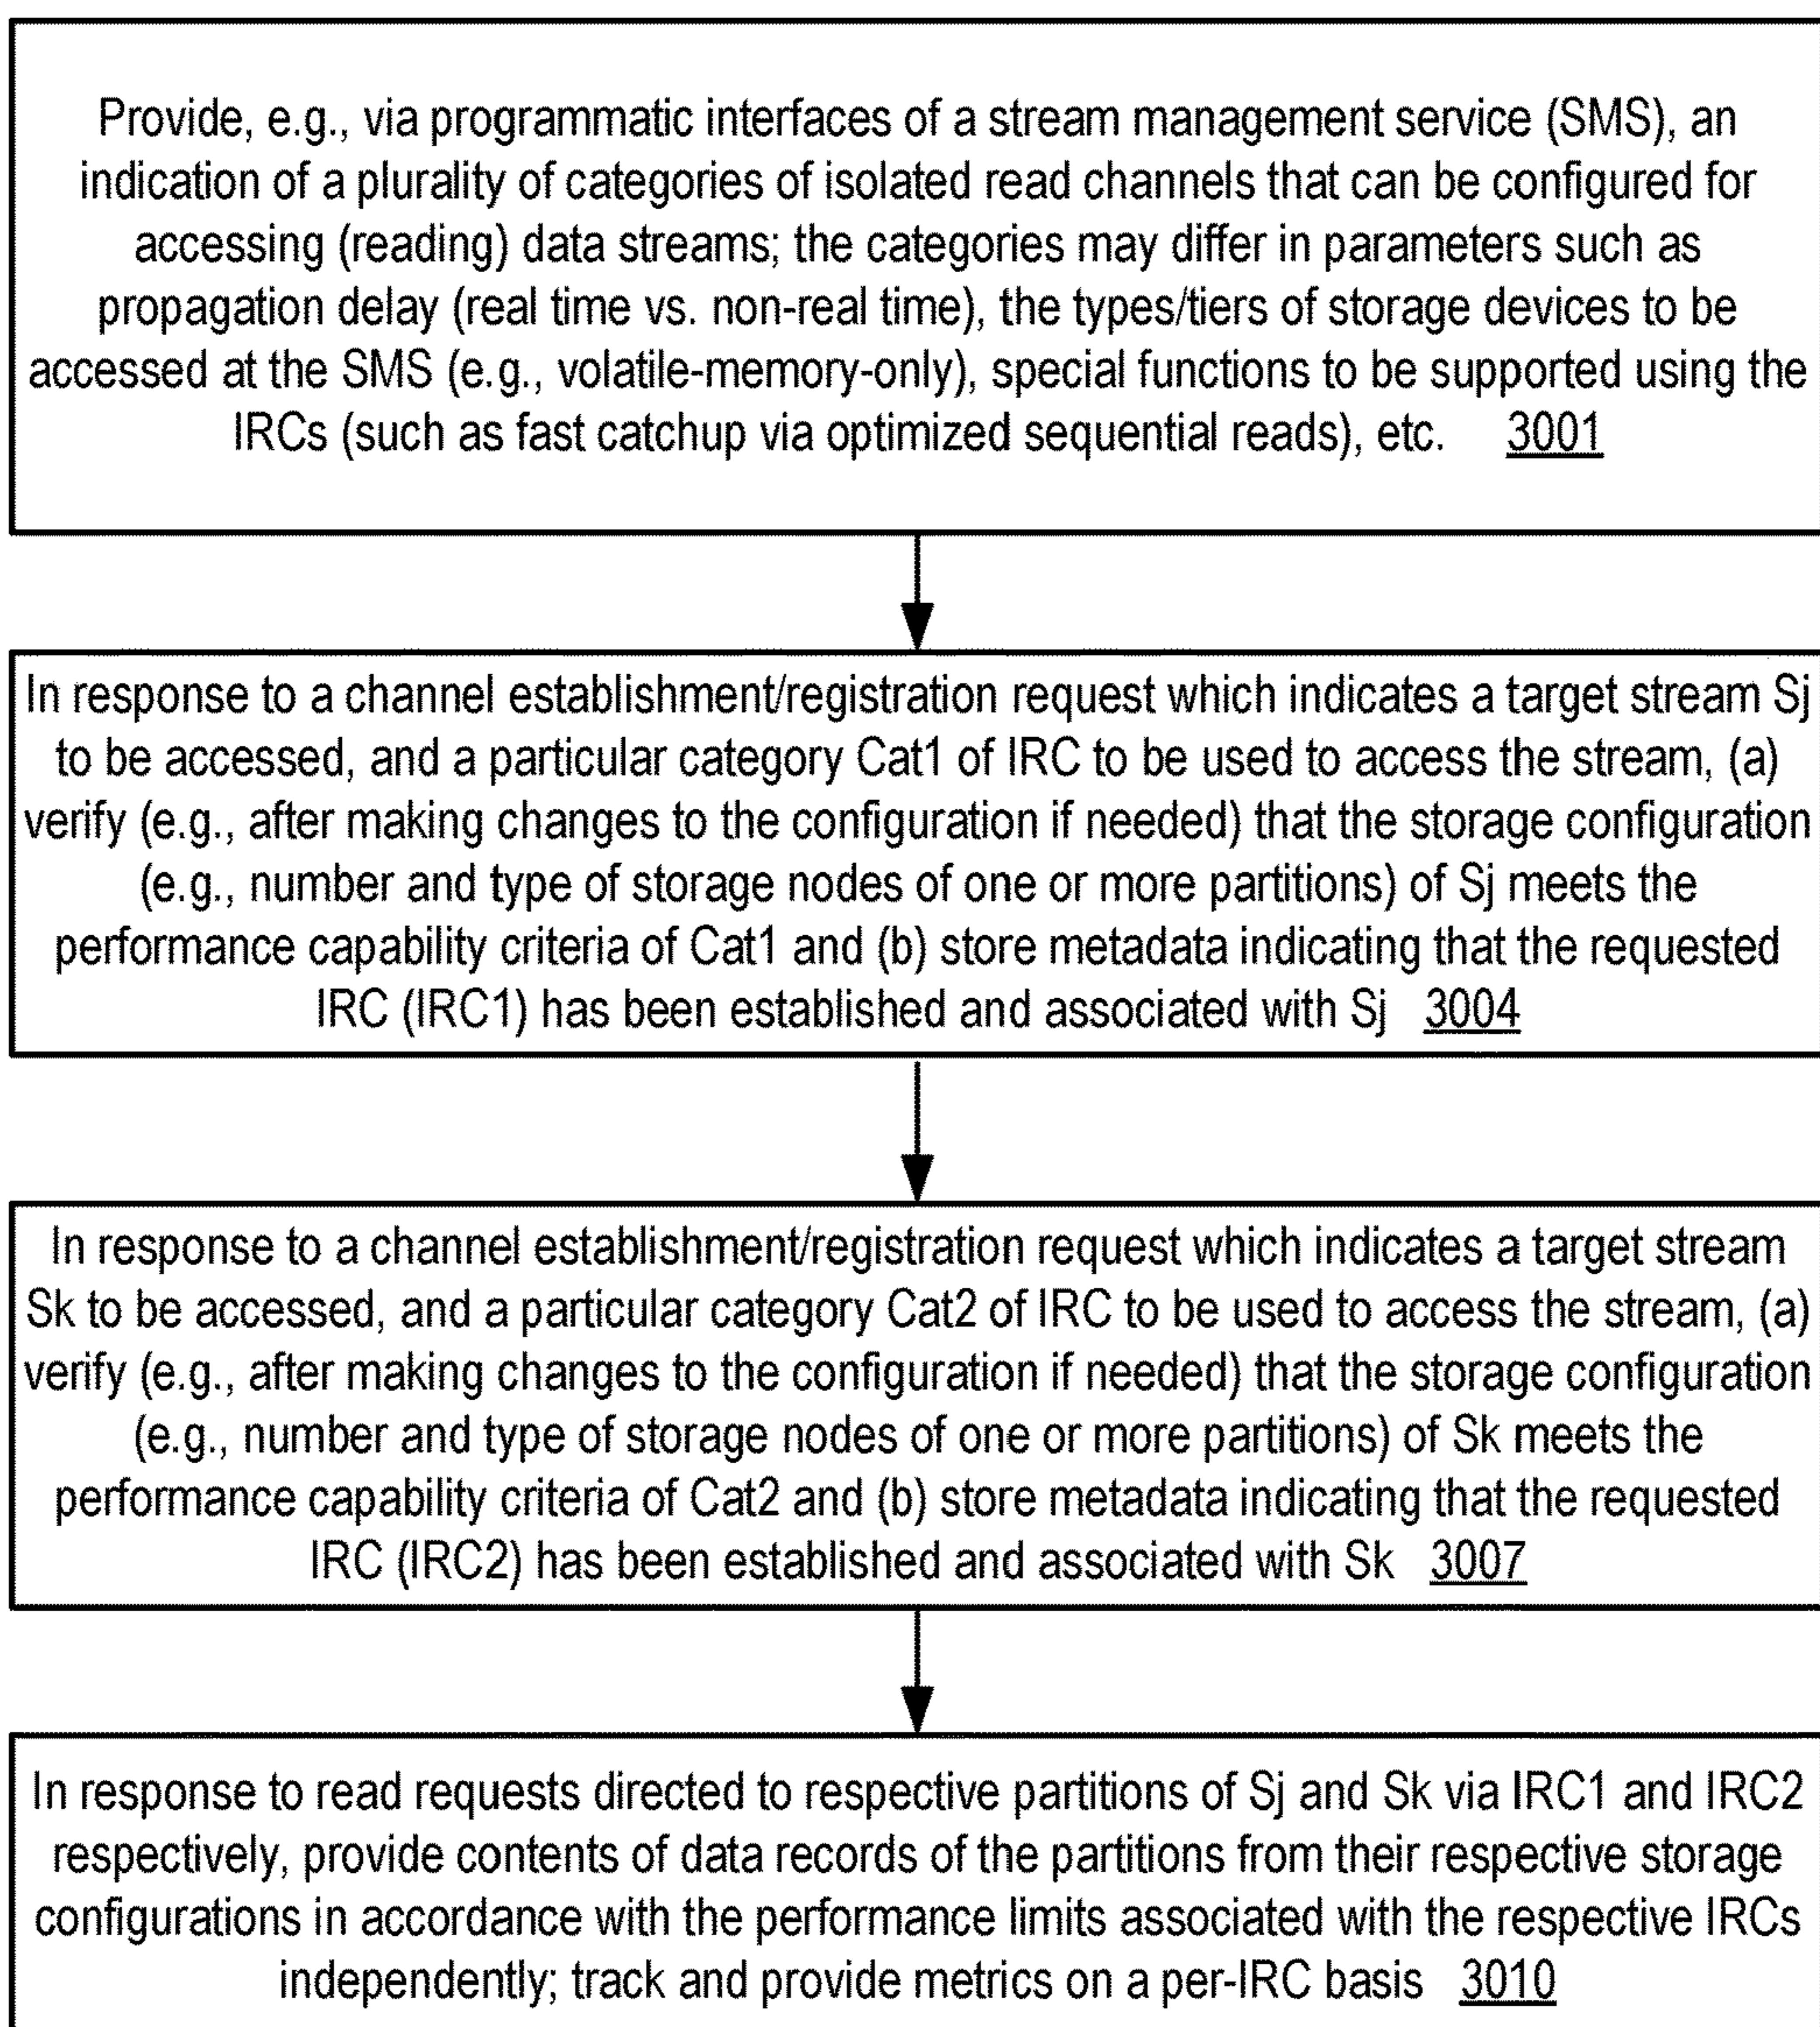 Provide, e.g., via programmatic interfaces of a stream management service (SMS), an
indication of a plurality of categories of isolated read channels that can be configured for
accessing (reading) data streams; the categories may differ in parameters such as
propagation delay (real time vs. non-real time), the types/tiers of storage devices to be
accessed at the SMS (e.g., volatile-memory-only), special functions to be supported using the
IRCs (such as fast catchup via optimized sequential reads), etc. 3001
In response to a channel establishment/registration request which indicates a target stream Sj
to be accessed, and a particular category Cat1 of IRC to be used to access the stream, (a)
verify (e.g., after making changes to the configuration if needed) that the storage configuration
(e.g., number and type of storage nodes of one or more partitions) of Sj meets the
performance capability criteria of Cat1 and (b) store metadata indicating that the requested
IRC (IRC1) has been established and associated with Sj 3004
In response to a channel establishment/registration request which indicates a target stream
Sk to be accessed, and a particular category Cat2 of IRC to be used to access the stream, (a)
verify (e.g., after making changes to the configuration if needed) that the storage configuration
(e.g., number and type of storage nodes of one or more partitions) of Sk meets the
performance capability criteria of Cat2 and (b) store metadata indicating that the requested
IRC (IRC2) has been established and associated with Sk 3007
In response to read requests directed to respective partitions of Sj and Sk via IRC1 and IRC2
respectively, provide contents of data records of the partitions from their respective storage
configurations in accordance with the performance limits associated with the respective IRCs
independently; track and provide metrics on a per-IRC basis 3010